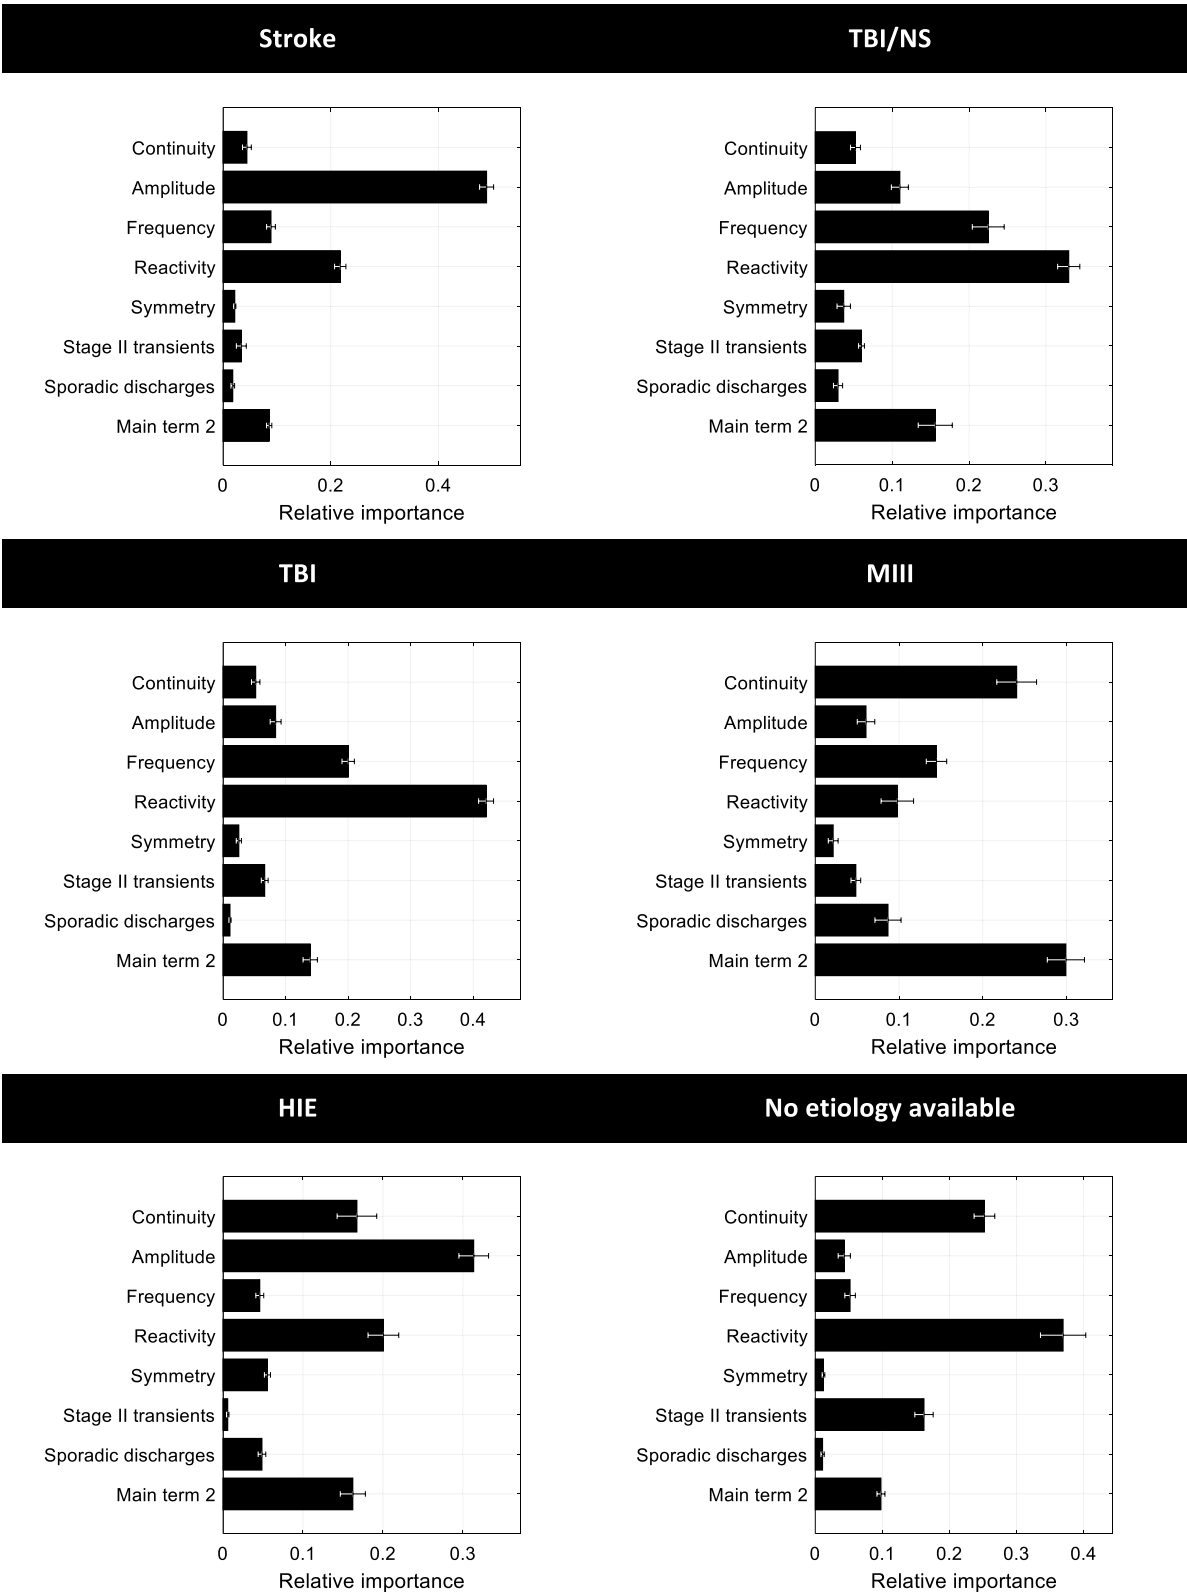 Stroke
TBI/NS
Continuity
Amplitude
Frequency
Reactivity
Symmetry
Stage II transients
Sporadic discharges
Main term 2
0 0.2 0.4
Relative importance
Continuity
Amplitude
Frequency
Reactivity
Symmetry
Stage II transients
Sporadic discharges
Main term 2
0 0.1 0.2 0.3
Relative importance
TBI
MIII
Continuity
Amplitude
Frequency
Reactivity
Symmetry
Stage II transients
Sporadic discharges
Main term 2
0 0.1 0.2 0.3 0.4
Relative importance
Continuity
Amplitude
Frequency
Reactivity
Symmetry
Stage II transients
Sporadic discharges
Main term 2
0 0.1 0.2 0.3
Relative importance
HIE
No etiology available
Continuity
Amplitude
Frequency
Reactivity
Symmetry
Stage II transients
Sporadic discharges
Main term 2
0 0.1 0.2 0.3
Relative importance
Continuity
Amplitude
Frequency
Reactivity
Symmetry
Stage II transients
Sporadic discharges
Main term 2
0 0.1 0.2 0.3 0.4
Relative importance